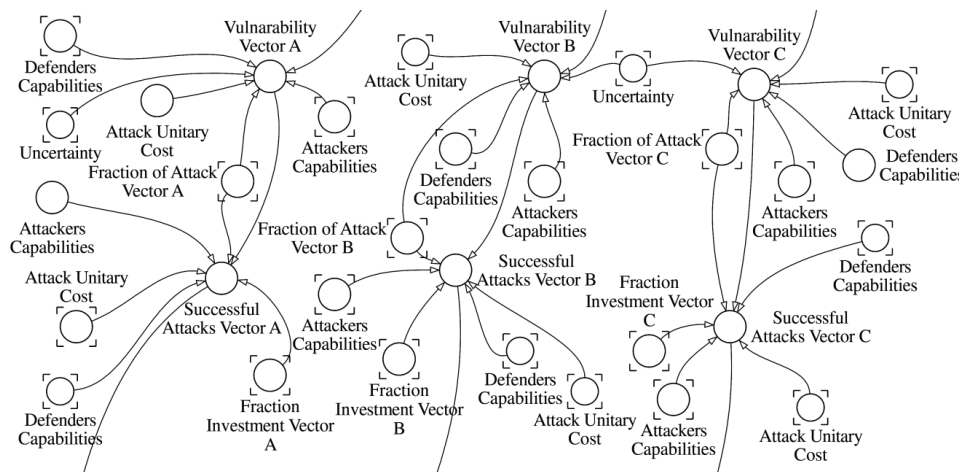 Vulnarability
Vector A
Defenders
Capabilities
Uncertainty
Attack Unitary
Cost
Attackers
Capabilities
Fraction of Attack
Vector A
Attackers
Capabilities
Attack Unitary
Cost
Successful
Attacks Vector A
Defenders
Capabilities
Fraction
Investment Vector
A
Vulnarability
Vector B
Attack Unitary
Cost
Uncertainty
Defenders
Capabilities
Attackers
Capabilities
Fraction of Attack
Vector B
Successful
Attacks Vector B
Attackers
Capabilities
Fraction
Investment Vector
B
Defenders
Capabilities
Attack Unitary
Cost
Vulnarability
Vector C
Attack Unitary
Cost
Fraction of Attack
Vector C
Defenders
Capabilities
Attackers
Capabilities
Defenders
Capabilities
Fraction
Investment Vector
C
Successful
Attacks Vector C
Attackers
Capabilities
Attack Unitary
Cost